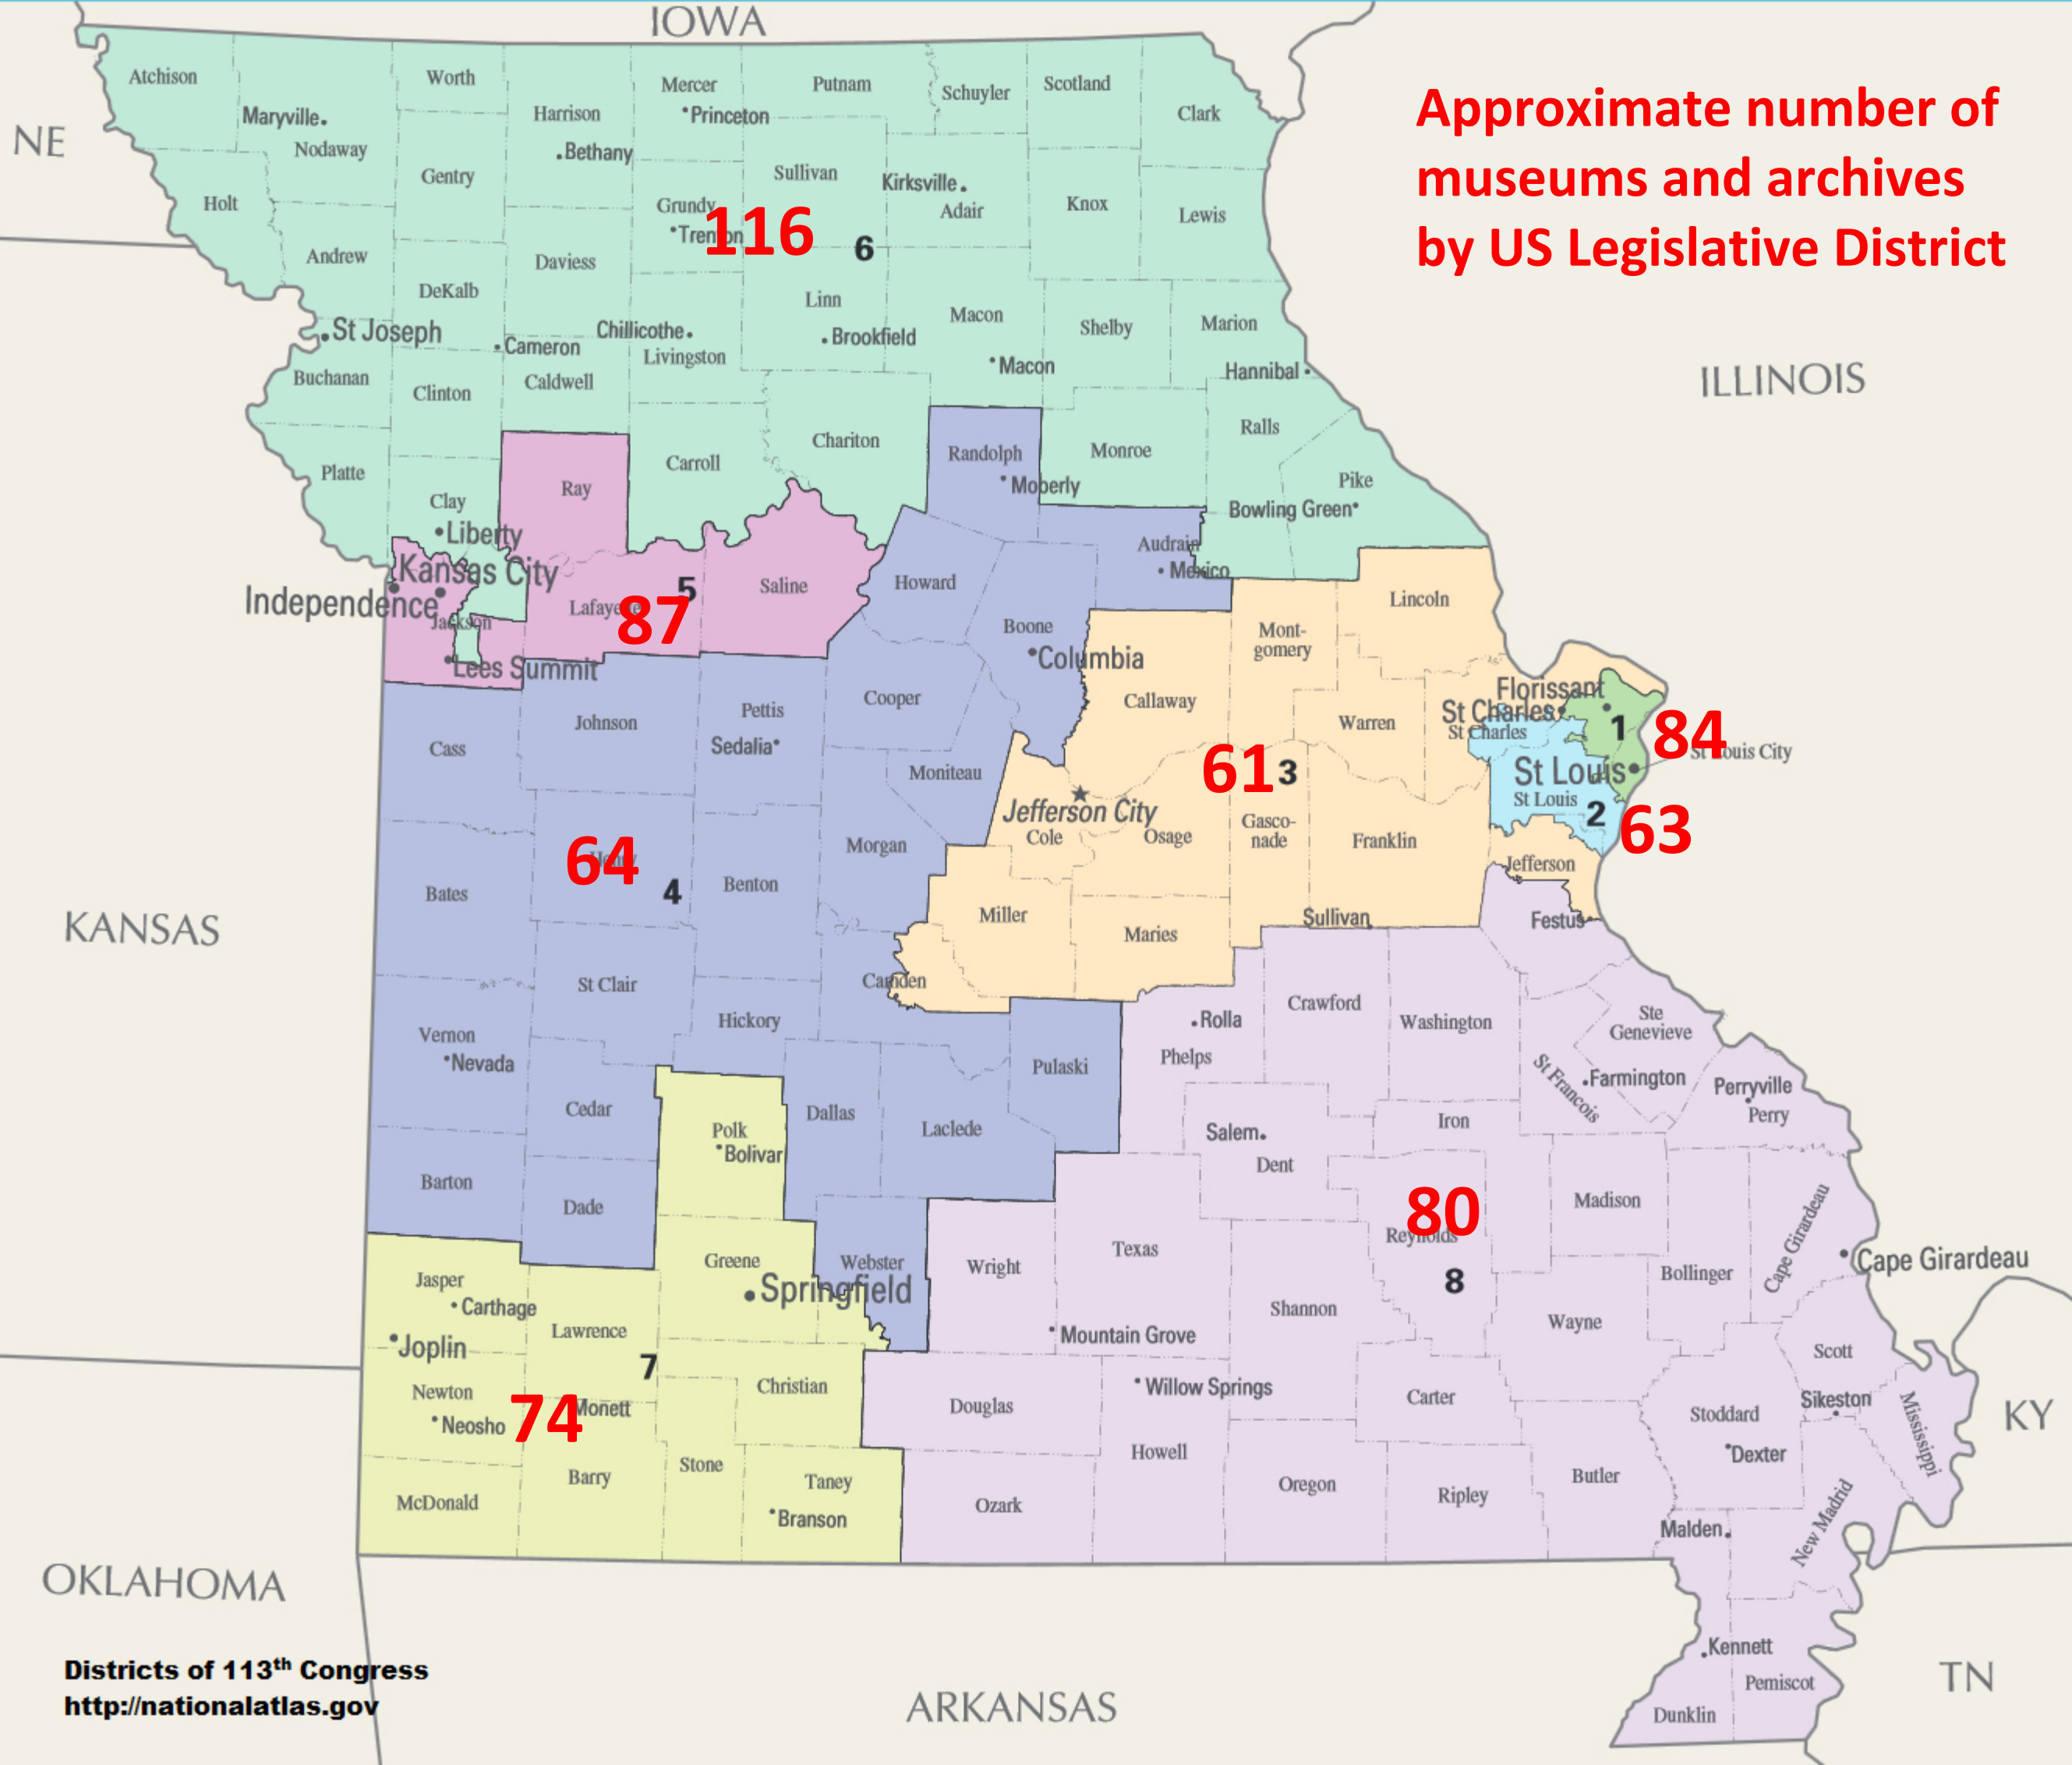 IOWA
NE
ILLINOIS
KANSAS
OKLAHOMA
ARKANSAS
KY
TN
Approximate number of
museums and archives
by US Legislative District
Atchison
Worth
Mercer
Putnam
Schuyler
Scotland
Clark
Maryville
Nodaway
Harrison
Princeton
Bethany
Gentry
Sullivan
Kirksville
Adair
Knox
Lewis
Holt
Grundy
Trenton
116
6
Andrew
DeKalb
Daviess
Linn
Macon
Shelby
Marion
St Joseph
Cameron
Chillicothe
Livingston
Brookfield
Macon
Hannibal
Buchanan
Clinton
Caldwell
Chariton
Ralls
Platte
Clay
Ray
Carroll
Randolph
Moberly
Monroe
Pike
Bowling Green
Liberty
Kansas City
Independence
Jackson
Lees Summit
Lafayette
5
87
Saline
Howard
Audrain
Mexico
Boone
Columbia
Lincoln
Mont-
gomery
Callaway
Warren
Florissant
St Charles
St Charles
1
84
St Louis City
St Louis
St Louis
2
63
Cass
Johnson
Pettis
Sedalia
Cooper
Moniteau
61
3
Jefferson City
Cole
Osage
Gasco-
nade
Franklin
Jefferson
Henry
64
4
Bates
Benton
Morgan
Miller
Maries
Sullivan
Festus
Camden
St Clair
Hickory
Vernon
Nevada
Cedar
Polk
Bolivar
Dallas
Laclede
Pulaski
Rolla
Phelps
Crawford
Washington
Ste
Genevieve
St Francois
Farmington
Perryville
Perry
Salem
Dent
Iron
Barton
Dade
Greene
Springfield
Webster
Wright
Texas
80
Reynolds
8
Madison
Bollinger
Cape Girardeau
Cape Girardeau
Jasper
Carthage
Joplin
Lawrence
7
Mountain Grove
Shannon
Wayne
Scott
Newton
Neosho
74
Monett
Christian
Douglas
Willow Springs
Howell
Carter
Stoddard
Dexter
Sikeston
Mississippi
McDonald
Barry
Stone
Taney
Branson
Ozark
Oregon
Ripley
Butler
Malden
New Madrid
Kennett
Pemiscot
Dunklin
Districts of 113th Congress
http://nationalatlas.gov